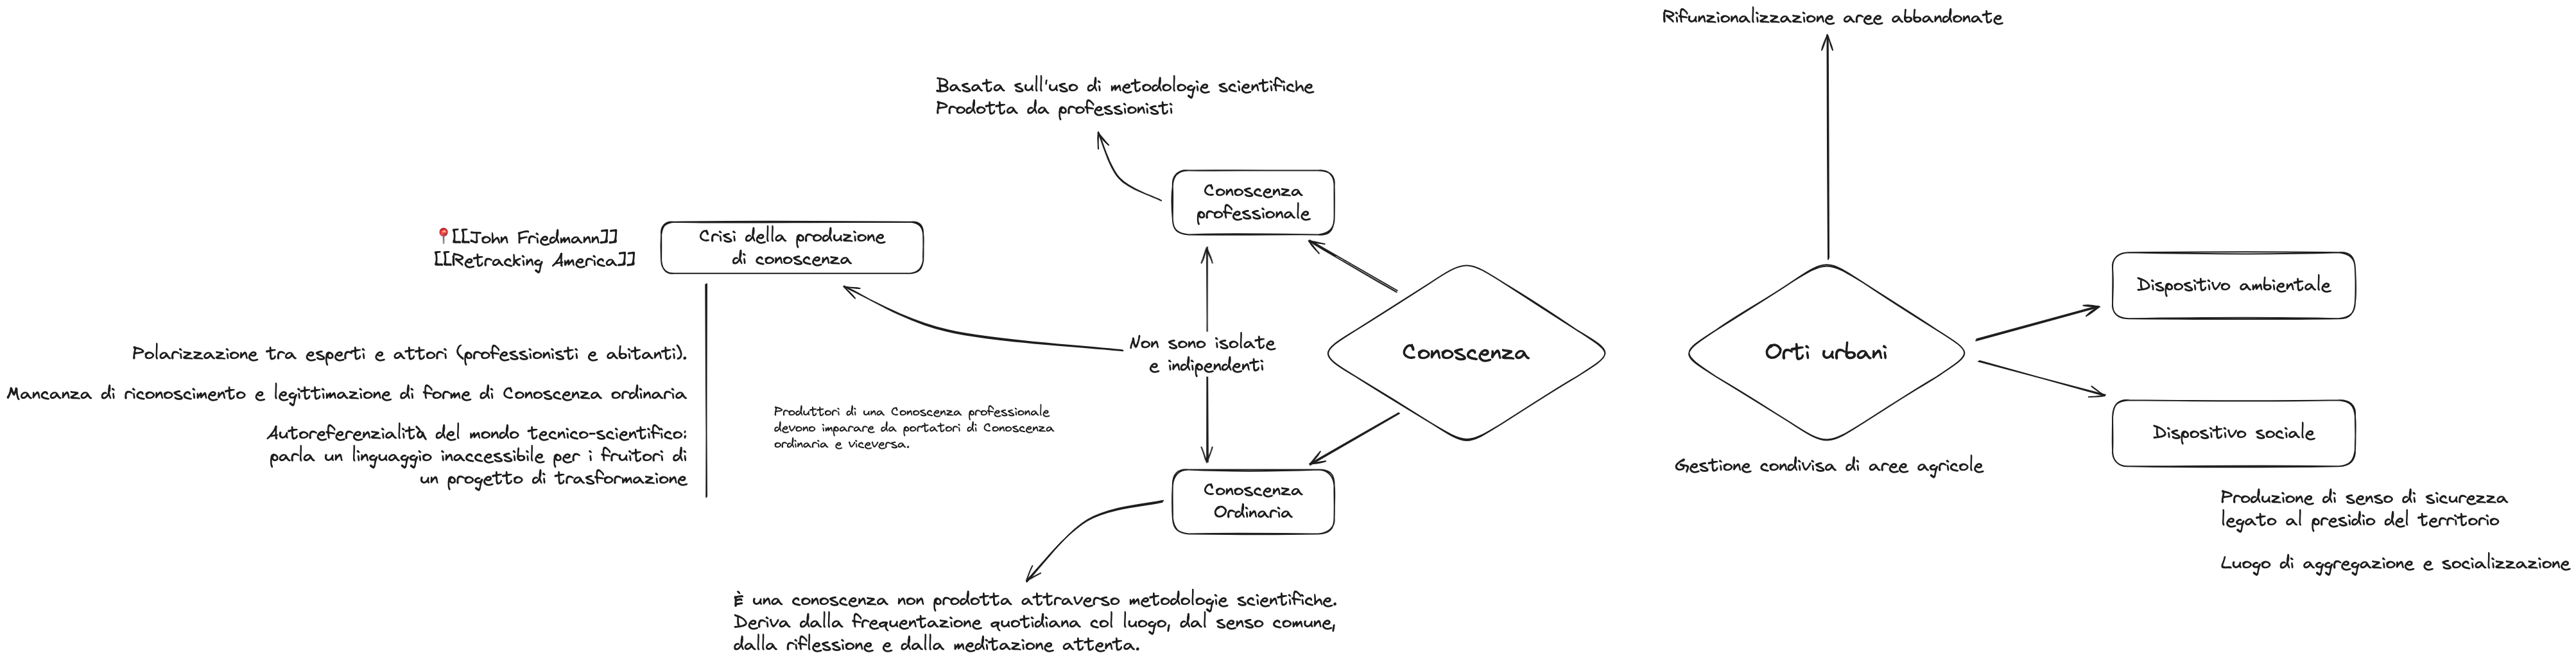 Rifunzionalizzazione aree abbandonate
Basata sull'uso di metodologie scientifiche
Prodotta da professionisti
Conoscenza
professionale
📍[[John Friedmann]]
[[Retracking America]]
Crisi della produzione
di conoscenza
Non sono isolate
e indipendenti
Conoscenza
Polarizzazione tra esperti e attori (professionisti e abitanti).
Mancanza di riconoscimento e legittimazione di forme di Conoscenza ordinaria
Autoreferenzialità del mondo tecnico-scientifico:
parla un linguaggio inaccessibile per i fruitori di
un progetto di trasformazione
Produttori di una Conoscenza professionale
devono imparare da portatori di Conoscenza
ordinaria e viceversa.
Conoscenza
Ordinaria
È una conoscenza non prodotta attraverso metodologie scientifiche.
Deriva dalla frequentazione quotidiana col luogo, dal senso comune,
dalla riflessione e dalla meditazione attenta.
Orti urbani
Gestione condivisa di aree agricole
Dispositivo ambientale
Dispositivo sociale
Produzione di senso di sicurezza
legato al presidio del territorio
Luogo di aggregazione e socializzazione